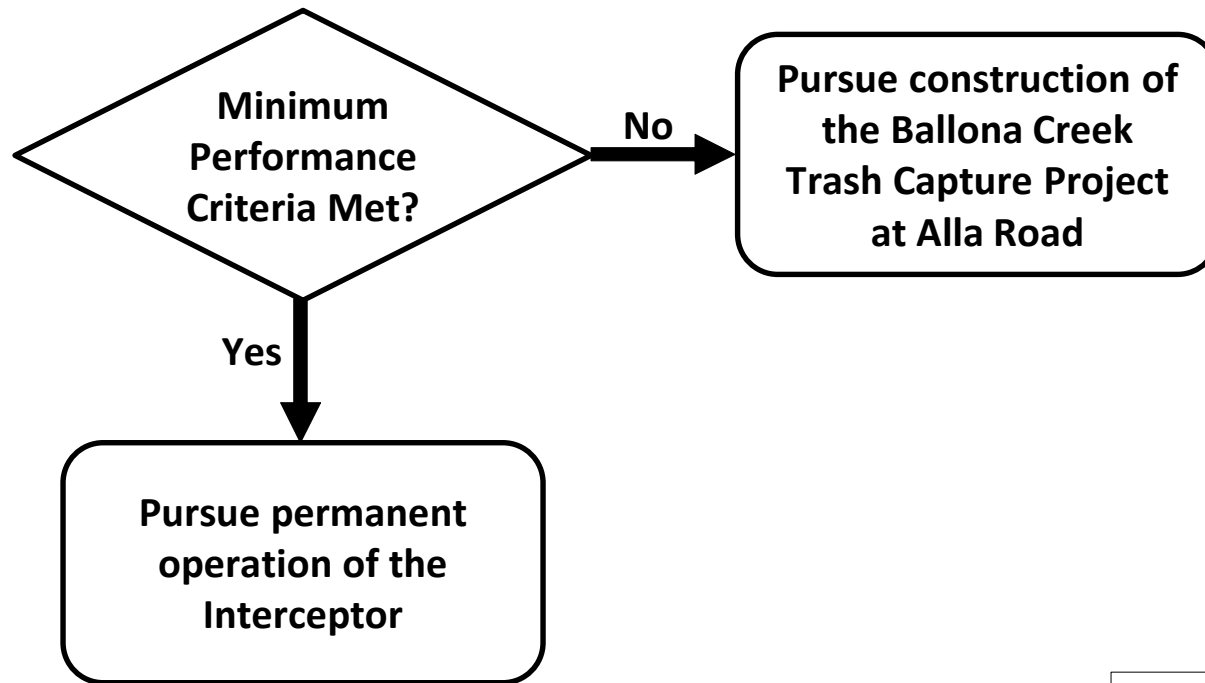 Minimum
Performance
Criteria Met?
No
Pursue construction of
the Ballona Creek
Trash Capture Project
at Alla Road
Yes
Pursue permanent
operation of the
Interceptor